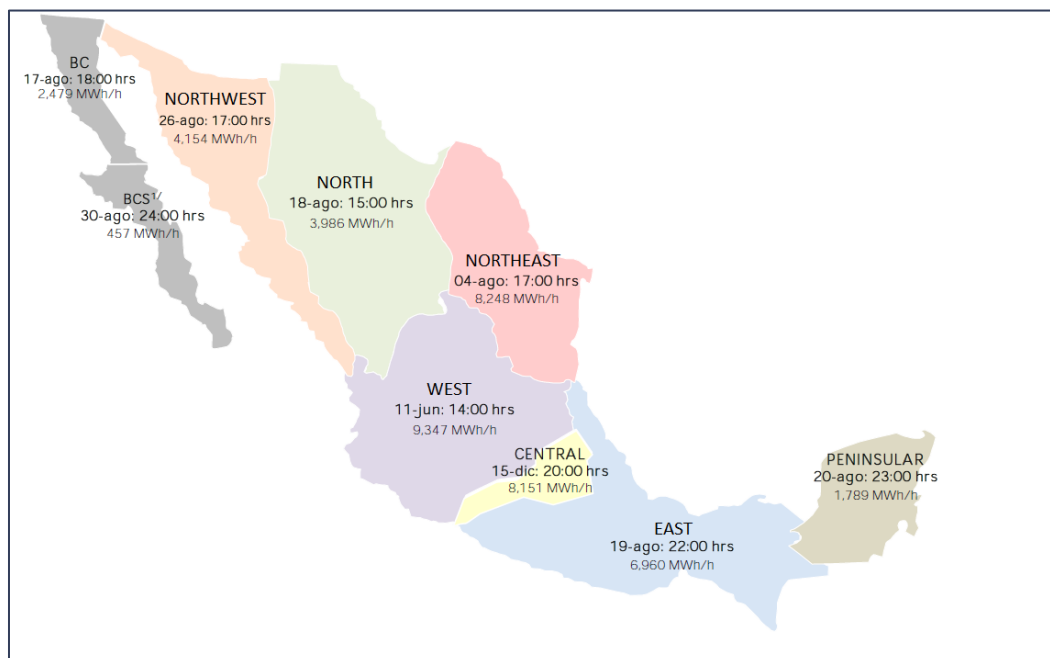 BC
17-ago: 18:00 hrs
2,479 MWh/h
NORTHWEST
26-ago: 17:00 hrs
4,154 MWh/h
BCS1/
30-ago: 24:00 hrs
457 MWh/h
NORTH
18-ago: 15:00 hrs
3,986 MWh/h
NORTHEAST
04-ago: 17:00 hrs
8,248 MWh/h
WEST
11-jun: 14:00 hrs
9,347 MWh/h
CENTRAL
15-dic: 20:00 hrs
8,151 MWh/h
PENINSULAR
20-ago: 23:00 hrs
1,789 MWh/h
EAST
19-ago: 22:00 hrs
6,960 MWh/h